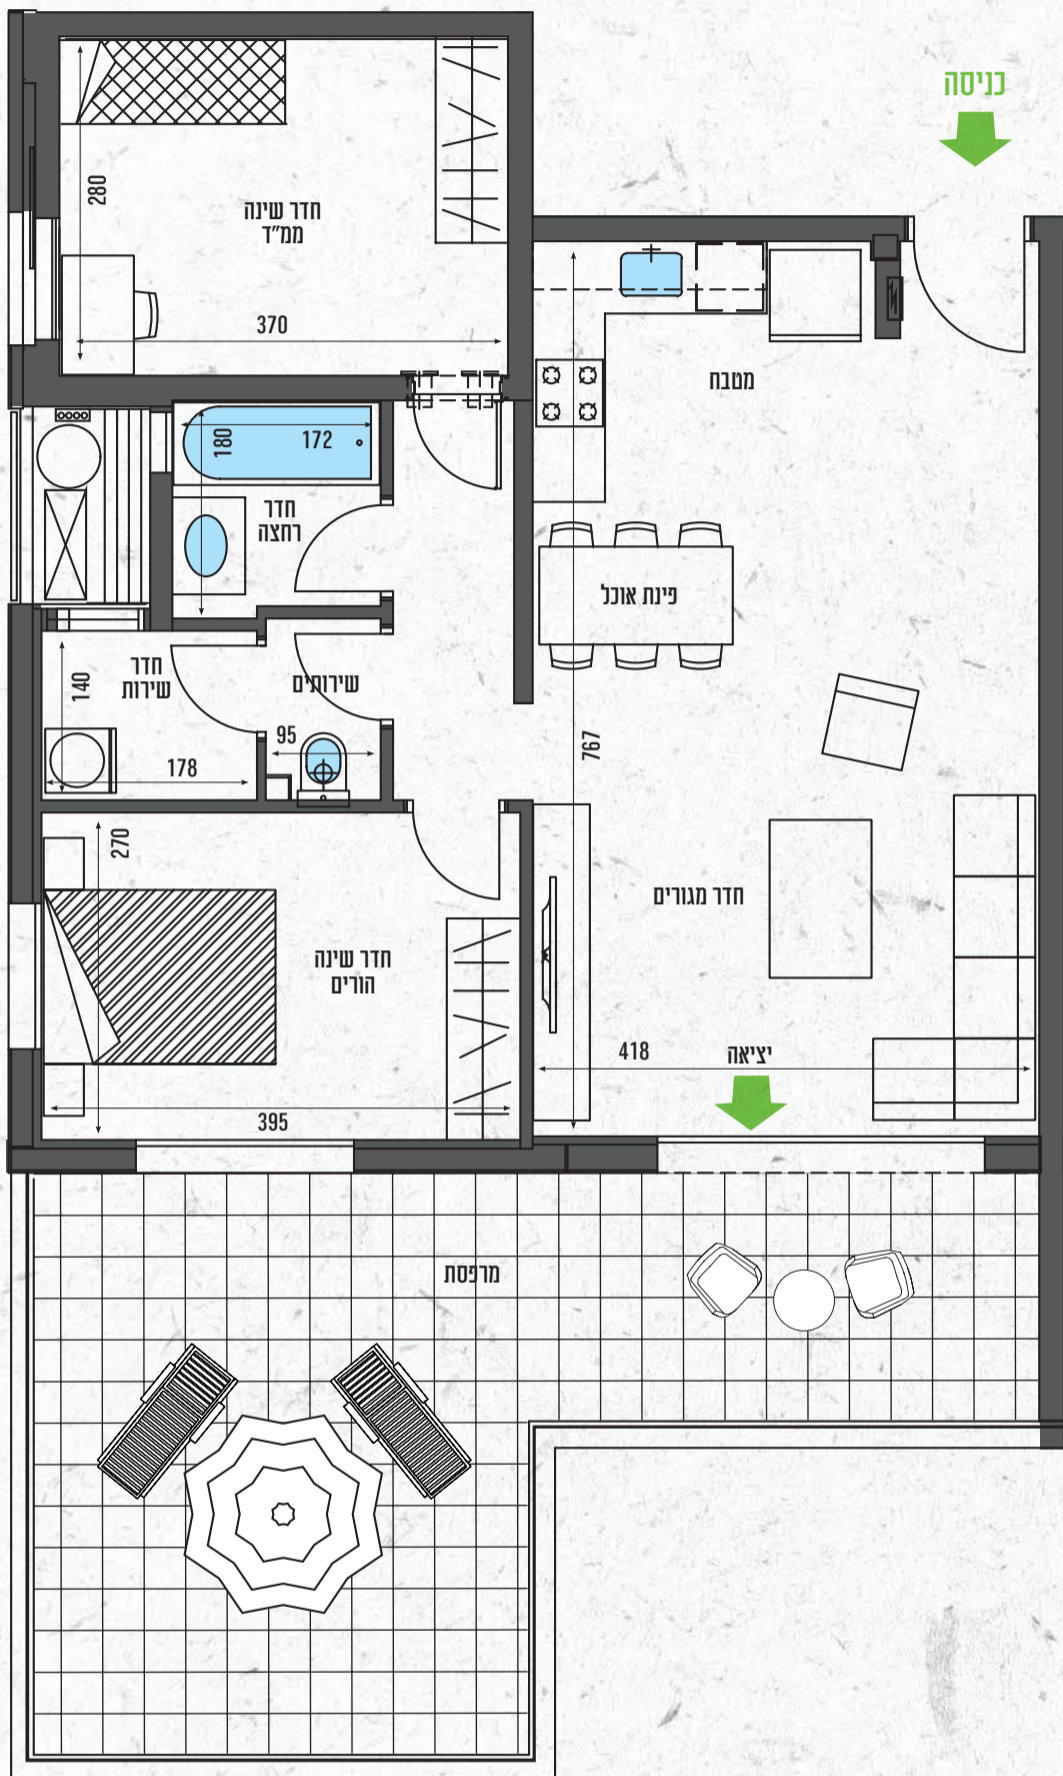 כניסה
280
חדר שינה
ממ״ד
370
מטבח
180
172
חדר
רחצה
פינת אוכל
חדר
שירות
140
178
שירותים
95
767
270
חדר שינה
הורים
395
חדר מגורים
418
יציאה
מרפסת